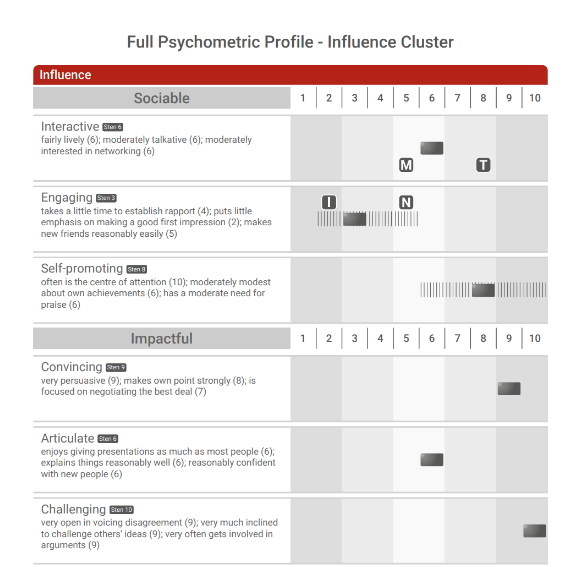 Full Psychometric Profile - Influence Cluster
Influence
Sociable 1 2 3 4 5 6 7 8 9 10
Interactive Sten 6
fairly lively (6); moderately talkative (6); moderately
interested in networking (6)
M T
Engaging Sten 3
takes a little time to establish rapport (4); puts little
emphasis on making a good first impression (2); makes
new friends reasonably easily (5)
I N
Self-promoting Sten 8
often is the centre of attention (10); moderately modest
about own achievements (6); has a moderate need for
praise (6)
Impactful 1 2 3 4 5 6 7 8 9 10
Convincing Sten 9
very persuasive (9); makes own point strongly (8); is
focused on negotiating the best deal (7)
Articulate Sten 6
enjoys giving presentations as much as most people (6);
explains things reasonably well (6); reasonably confident
with new people (6)
Challenging Sten 10
very open in voicing disagreement (9); very much inclined
to challenge others' ideas (9); very often gets involved in
arguments (9)